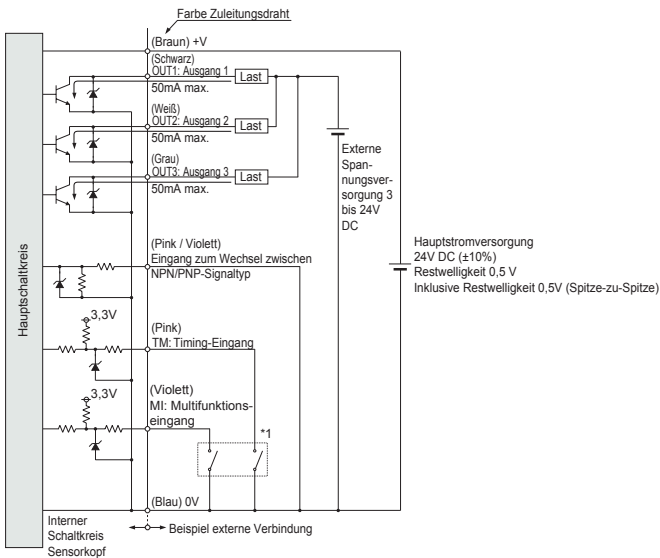 Farbe Zuleitungsdraht
Hauptschaltkreis
(Braun) +V
(Schwarz)
OUT1: Ausgang 1
Last
50mA max.
(Weiß)
OUT2: Ausgang 2
Last
50mA max.
(Grau)
OUT3: Ausgang 3
Last
50mA max.
Externe
Span-
nungsver-
sorgung 3
bis 24V
DC
Hauptstromversorgung
24V DC (±10%)
Restwelligkeit 0,5 V
Inklusive Restwelligkeit 0,5V (Spitze-zu-Spitze)
(Pink / Violett)
Eingang zum Wechsel zwischen
NPN/PNP-Signaltyp
3,3V
(Pink)
TM: Timing-Eingang
3,3V
(Violett)
MI: Multifunktions-
eingang
*1
(Blau) 0V
Interner
Schaltkreis
Sensorkopf
Beispiel externe Verbindung